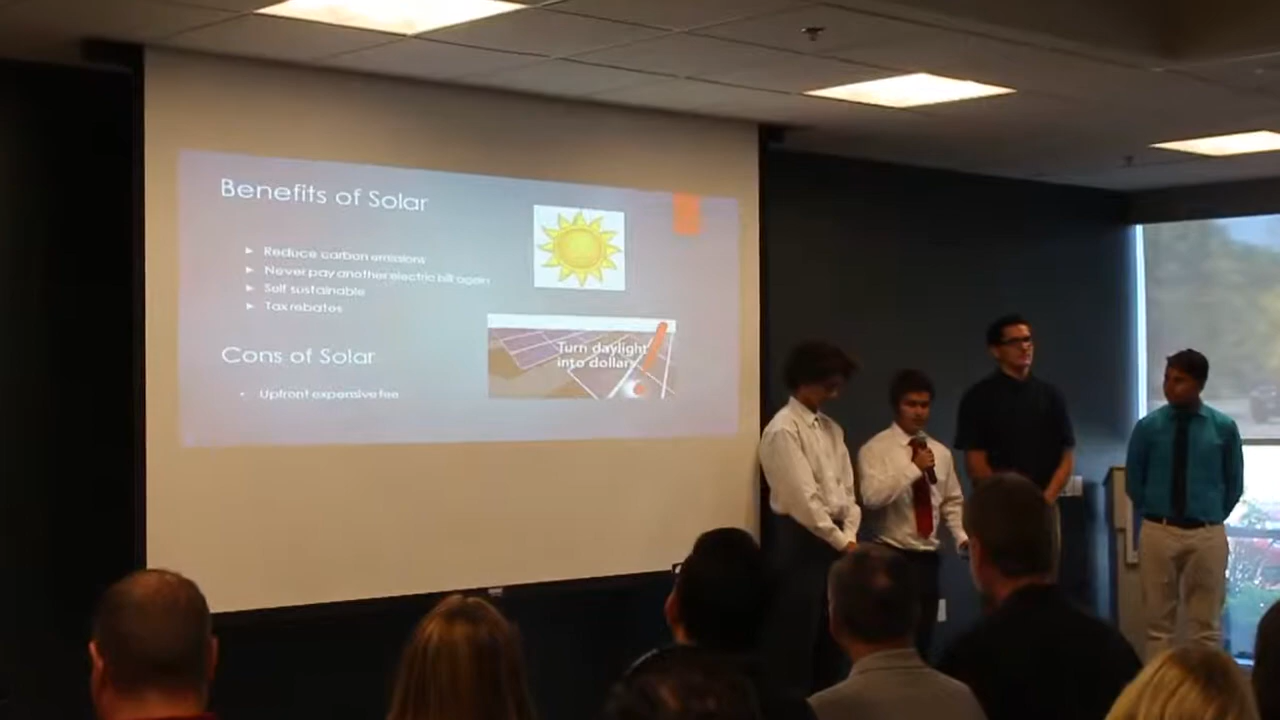 Benefits of Solar
Reduce carbon emissions
Never pay another electric bill again
Self sustainable
Tax rebates
Turn daylight
into dollars
Cons of Solar
Upfront expensive fee